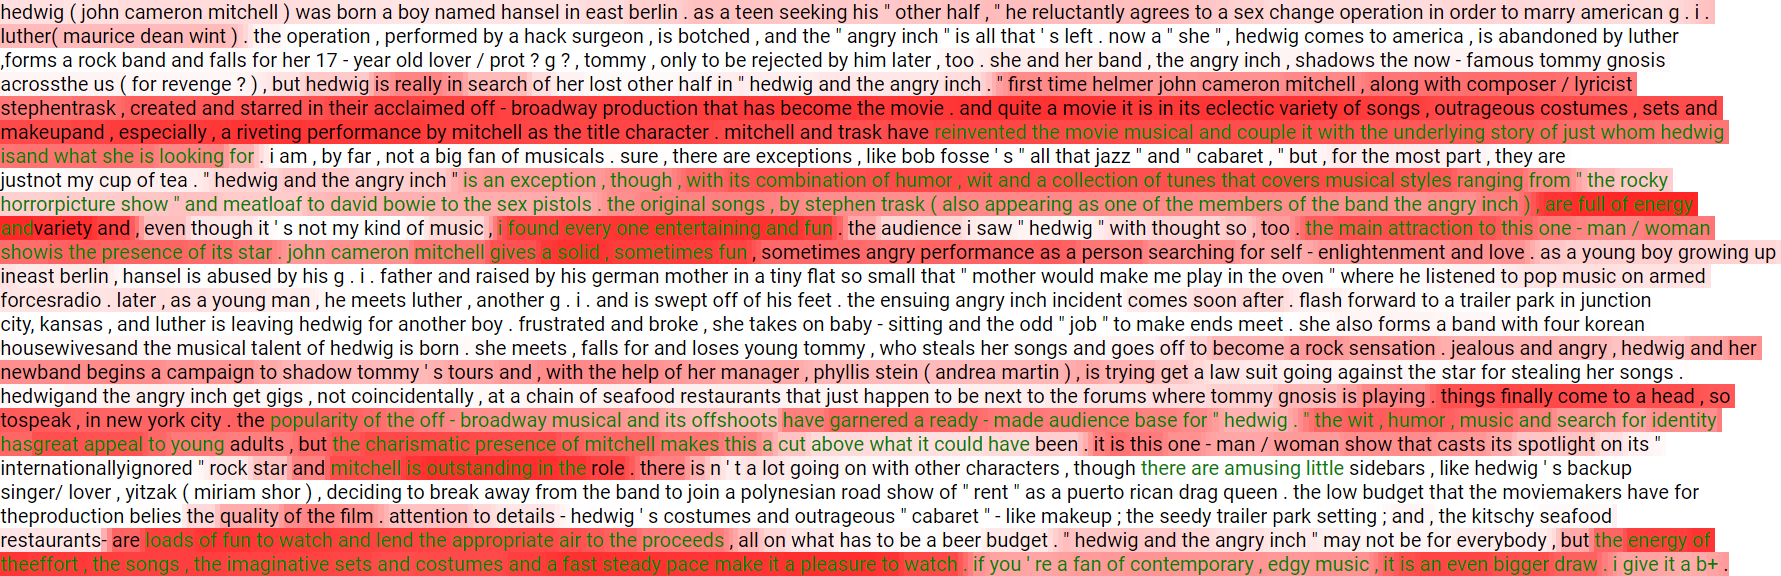 hedwig ( john cameron mitchell ) was born a boy named hansel in east berlin . as a teen seeking his " other half , " he reluctantly agrees to a sex change operation in order to marry american g . i .
luther( maurice dean wint ) . the operation , performed by a hack surgeon , is botched , and the " angry inch " is all that ' s left . now a " she " , hedwig comes to america , is abandoned by luther
,forms a rock band and falls for her 17 - year old lover / prot ? g ? , tommy , only to be rejected by him later , too . she and her band , the angry inch , shadows the now - famous tommy gnosis
acrossthe us ( for revenge ? ) , but hedwig is really in search of her lost other half in " hedwig and the angry inch . " first time helmer john cameron mitchell , along with composer / lyricist
stephentrask , created and starred in their acclaimed off - broadway production that has become the movie . and quite a movie it is in its eclectic variety of songs , outrageous costumes , sets and
makeupand , especially , a riveting performance by mitchell as the title character . mitchell and trask have reinvented the movie musical and couple it with the underlying story of just whom hedwig
isand what she is looking for . i am , by far , not a big fan of musicals . sure , there are exceptions , like bob fosse ' s " all that jazz " and " cabaret , " but , for the most part , they are
justnot my cup of tea . " hedwig and the angry inch " is an exception , though , with its combination of humor , wit and a collection of tunes that covers musical styles ranging from " the rocky
horrorpicture show " and meatloaf to david bowie to the sex pistols . the original songs , by stephen trask ( also appearing as one of the members of the band the angry inch ) , are full of energy
andvariety and , even though it ' s not my kind of music , i found every one entertaining and fun . the audience i saw " hedwig " with thought so , too . the main attraction to this one - man / woman
showis the presence of its star . john cameron mitchell gives a solid , sometimes fun , sometimes angry performance as a person searching for self - enlightenment and love . as a young boy growing up
ineast berlin , hansel is abused by his g . i . father and raised by his german mother in a tiny flat so small that " mother would make me play in the oven " where he listened to pop music on armed
forcesradio . later , as a young man , he meets luther , another g . i . and is swept off of his feet . the ensuing angry inch incident comes soon after . flash forward to a trailer park in junction
city, kansas , and luther is leaving hedwig for another boy . frustrated and broke , she takes on baby - sitting and the odd " job " to make ends meet . she also forms a band with four korean
housewivesand the musical talent of hedwig is born . she meets , falls for and loses young tommy , who steals her songs and goes off to become a rock sensation . jealous and angry , hedwig and her
newband begins a campaign to shadow tommy ' s tours and , with the help of her manager , phyllis stein ( andrea martin ) , is trying get a law suit going against the star for stealing her songs .
hedwigand the angry inch get gigs , not coincidentally , at a chain of seafood restaurants that just happen to be next to the forums where tommy gnosis is playing . things finally come to a head , so
tospeak , in new york city . the popularity of the off - broadway musical and its offshoots have garnered a ready - made audience base for " hedwig . " the wit , humor , music and search for identity
hasgreat appeal to young adults , but the charismatic presence of mitchell makes this a cut above what it could have been . it is this one - man / woman show that casts its spotlight on its "
internationallyignored " rock star and mitchell is outstanding in the role . there is n ' t a lot going on with other characters , though there are amusing little sidebars , like hedwig ' s backup
singer/ lover , yitzak ( miriam shor ) , deciding to break away from the band to join a polynesian road show of " rent " as a puerto rican drag queen . the low budget that the moviemakers have for
theproduction belies the quality of the film . attention to details - hedwig ' s costumes and outrageous " cabaret " - like makeup ; the seedy trailer park setting ; and , the kitschy seafood
restaurants- are loads of fun to watch and lend the appropriate air to the proceeds , all on what has to be a beer budget . " hedwig and the angry inch " may not be for everybody , but the energy of
theeffort , the songs , the imaginative sets and costumes and a fast steady pace make it a pleasure to watch . if you ' re a fan of contemporary , edgy music , it is an even bigger draw . i give it a b+ .